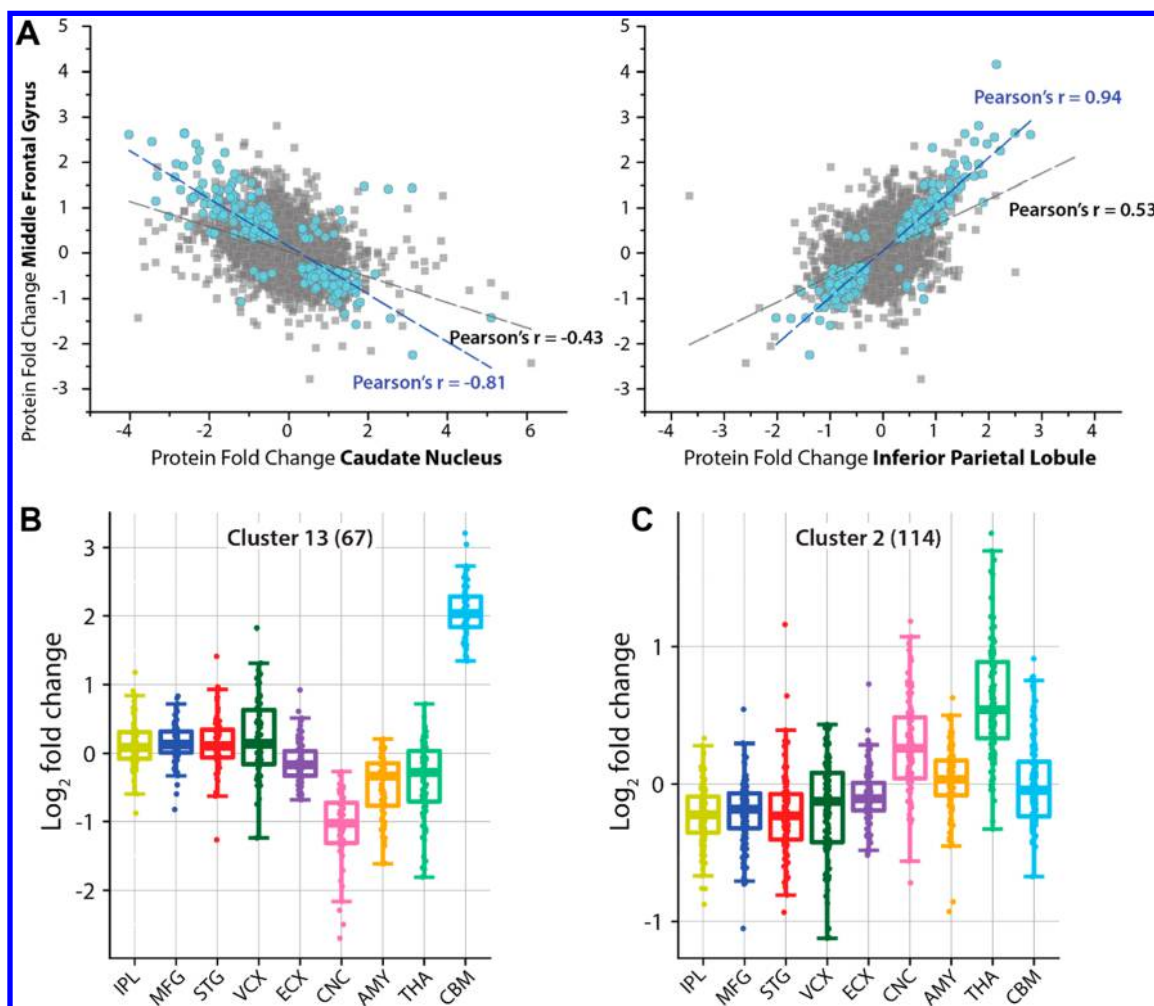 A
5
4
3
2
1
0
-1
-2
-3
Protein Fold Change Middle Frontal Gyrus
Pearson's r = -0.43
Pearson's r = -0.81
-4 -2 0 2 4 6
Protein Fold Change Caudate Nucleus
5
4
3
2
1
0
-1
-2
-3
Pearson's r = 0.94
Pearson's r = 0.53
-4 -3 -2 -1 0 1 2 3 4
Protein Fold Change Inferior Parietal Lobule
B
Cluster 13 (67)
3
2
1
0
-1
-2
Log2 fold change
IPL MFG STG VCX ECX CNC AMY THA CBM
C
Cluster 2 (114)
1
0
-1
Log2 fold change
IPL MFG STG VCX ECX CNC AMY THA CBM